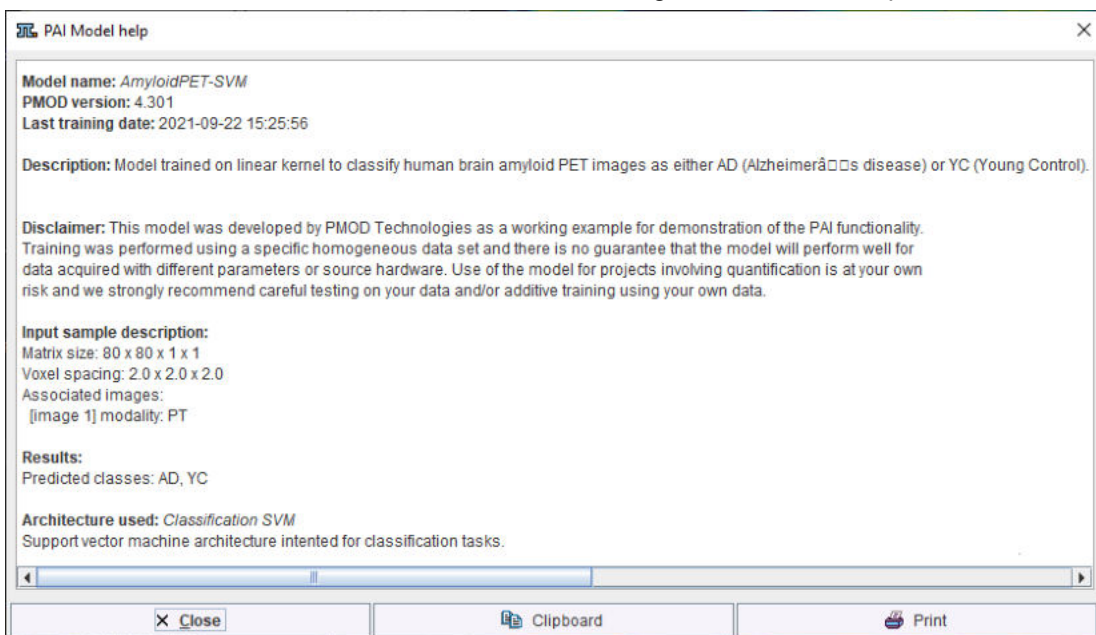 PAI Model help
Model name: AmyloidPET-SVM
PMOD version: 4.301
Last training date: 2021-09-22 15:25:56
Description: Model trained on linear kernel to classify human brain amyloid PET images as either AD (Alzheimerâ□□s disease) or YC (Young Control).
Disclaimer: This model was developed by PMOD Technologies as a working example for demonstration of the PAI functionality.
Training was performed using a specific homogeneous data set and there is no guarantee that the model will perform well for
data acquired with different parameters or source hardware. Use of the model for projects involving quantification is at your own
risk and we strongly recommend careful testing on your data and/or additive training using your own data.
Input sample description:
Matrix size: 80 x 80 x 1 x 1
Voxel spacing: 2.0 x 2.0 x 2.0
Associated images:
[image 1] modality: PT
Results:
Predicted classes: AD, YC
Architecture used: Classification SVM
Support vector machine architecture intented for classification tasks.
Close Clipboard Print